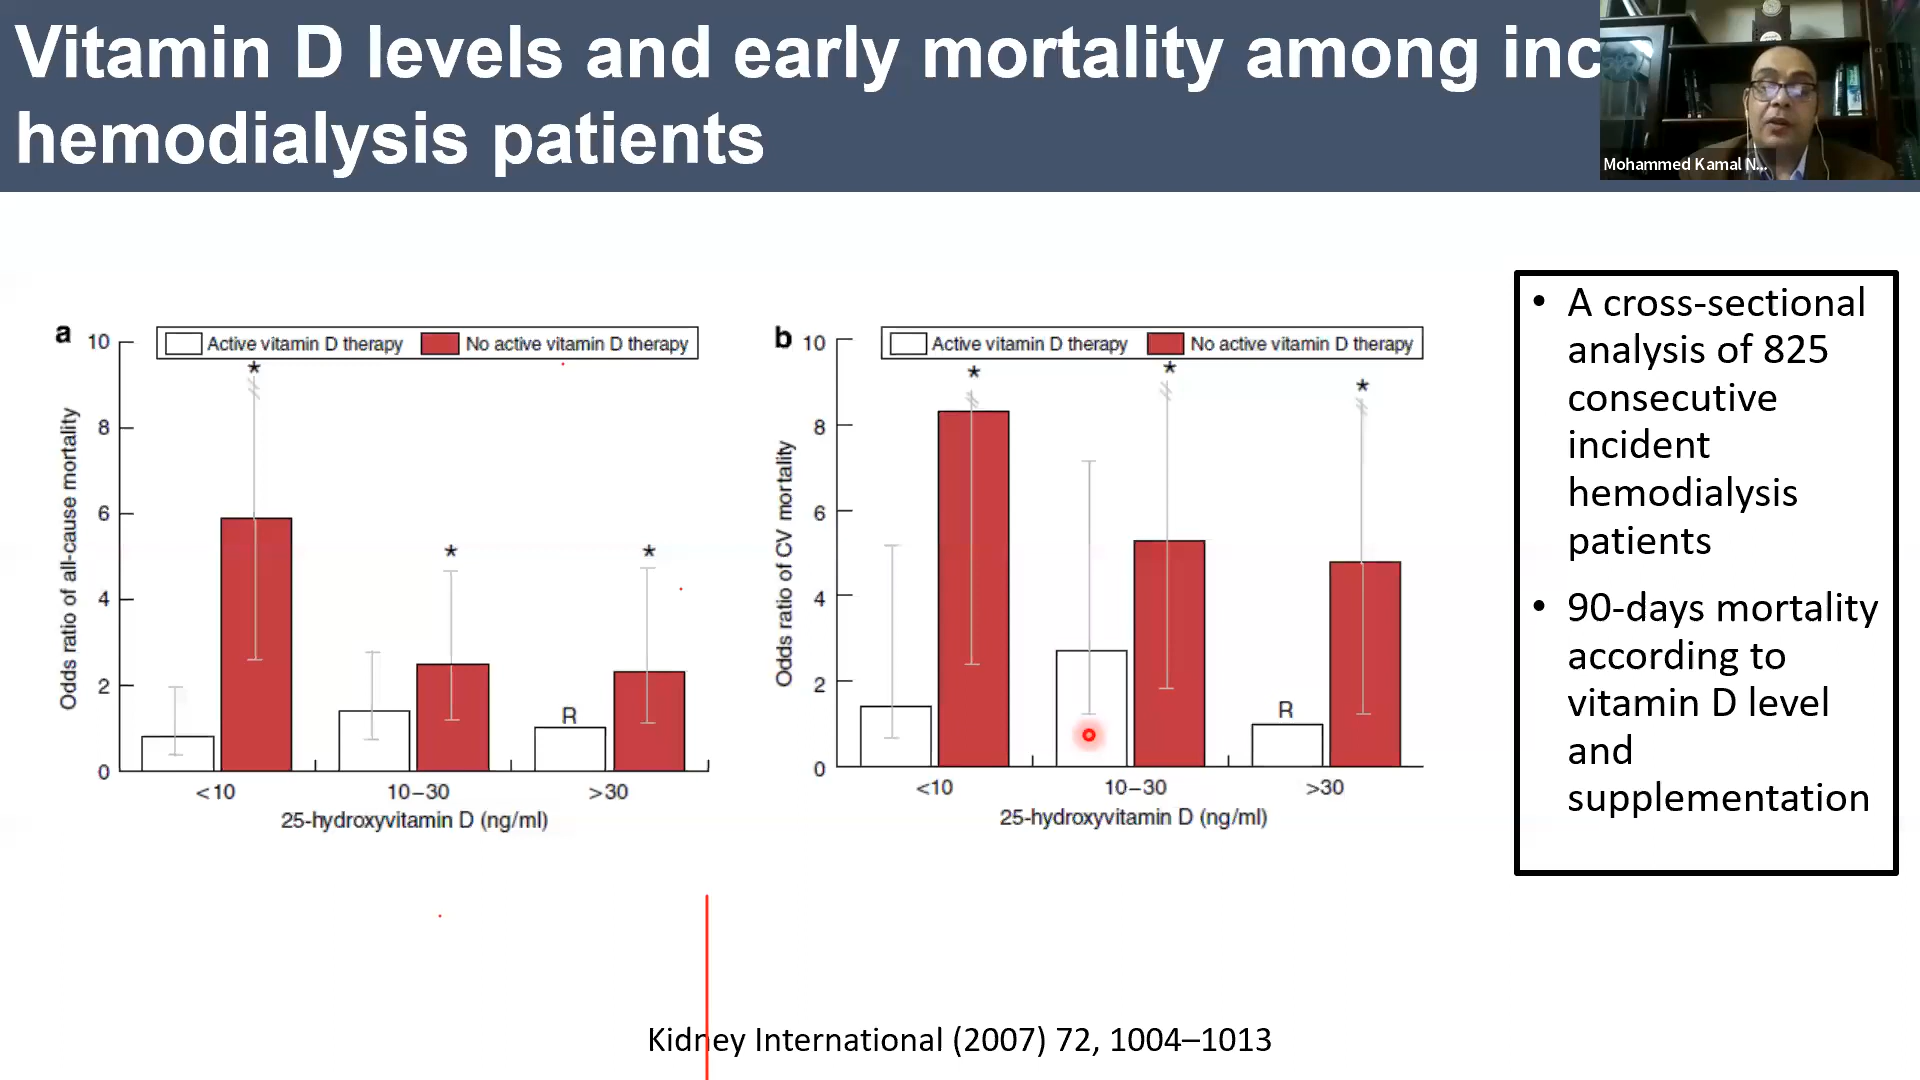 Vitamin D levels and early mortality among inc
hemodialysis patients
Mohammed Kamal N...
a
Active vitamin D therapy
No active vitamin D therapy
Odds ratio of all-cause mortality
10
8
6
4
2
0
*
*
*
R
<10
10–30
>30
25-hydroxyvitamin D (ng/ml)
b
Active vitamin D therapy
No active vitamin D therapy
Odds ratio of CV mortality
10
8
6
4
2
0
*
*
*
R
<10
10–30
>30
25-hydroxyvitamin D (ng/ml)
• A cross-sectional
analysis of 825
consecutive
incident
hemodialysis
patients
• 90-days mortality
according to
vitamin D level
and
supplementation
Kidney International (2007) 72, 1004–1013